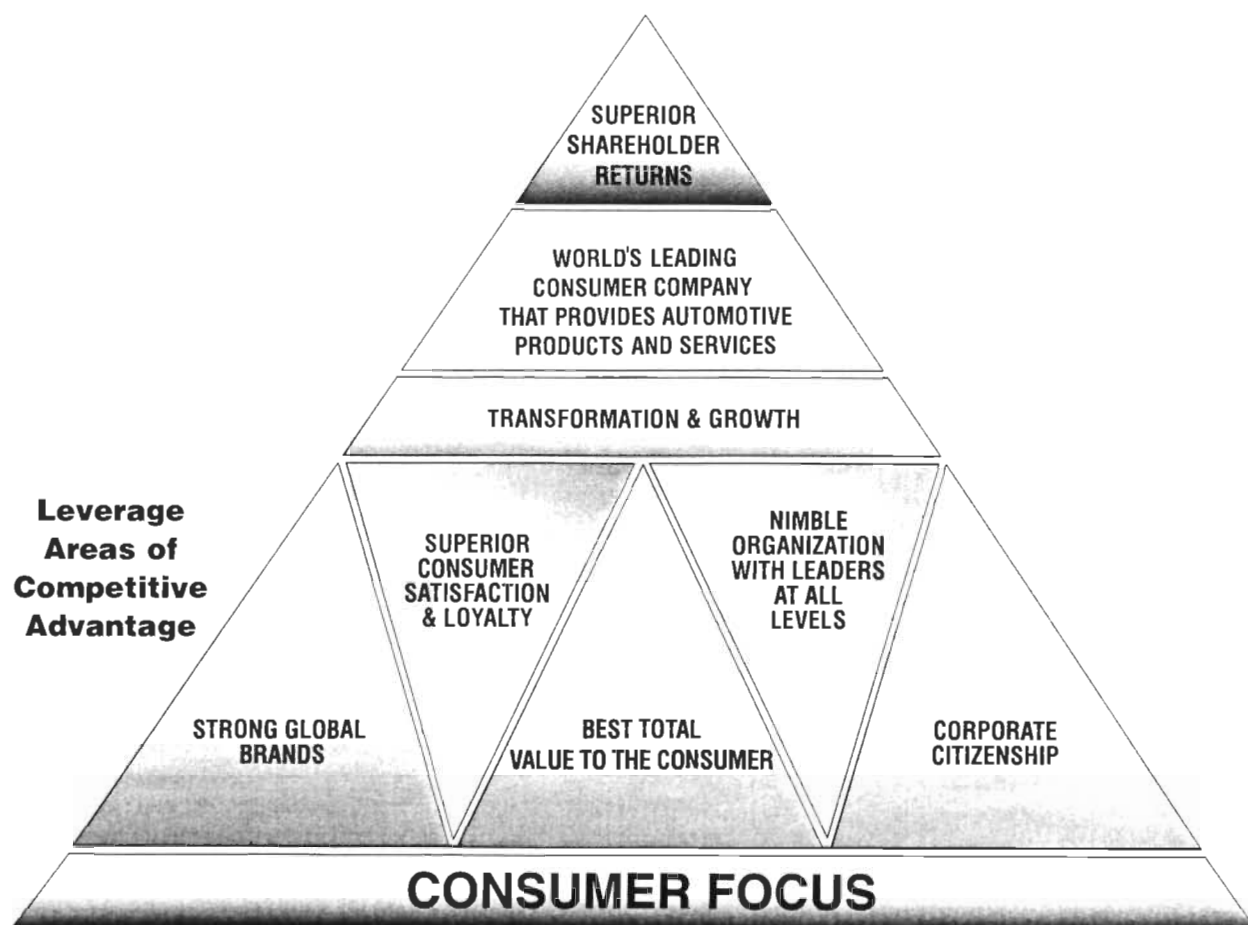 SUPERIOR
SHAREHOLDER
RETURNS
WORLD'S LEADING
CONSUMER COMPANY
THAT PROVIDES AUTOMOTIVE
PRODUCTS AND SERVICES
TRANSFORMATION & GROWTH
Leverage
Areas of
Competitive
Advantage
SUPERIOR
CONSUMER
SATISFACTION
& LOYALTY
NIMBLE
ORGANIZATION
WITH LEADERS
AT ALL
LEVELS
STRONG GLOBAL
BRANDS
BEST TOTAL
VALUE TO THE CONSUMER
CORPORATE
CITIZENSHIP
CONSUMER FOCUS